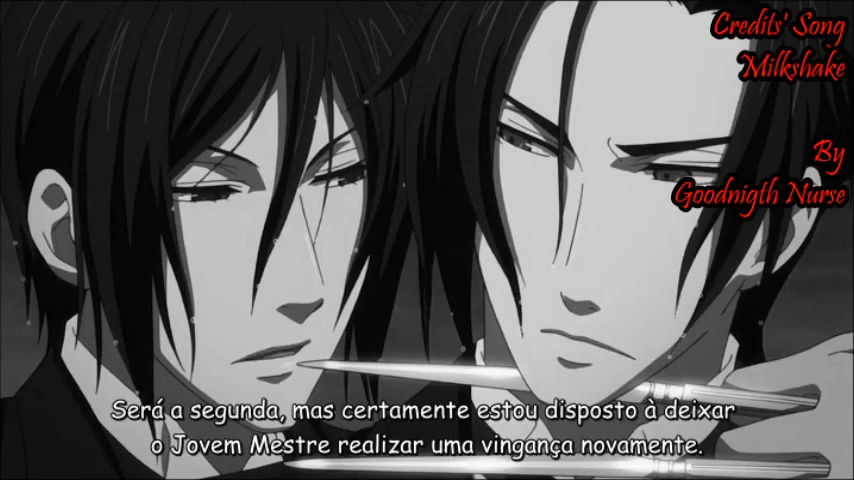 Credits' Song
Milkshake
By
Goodnigth Nurse
Será a segunda, mas certamente estou disposto à deixar
o Jovem Mestre realizar uma vingança novamente.